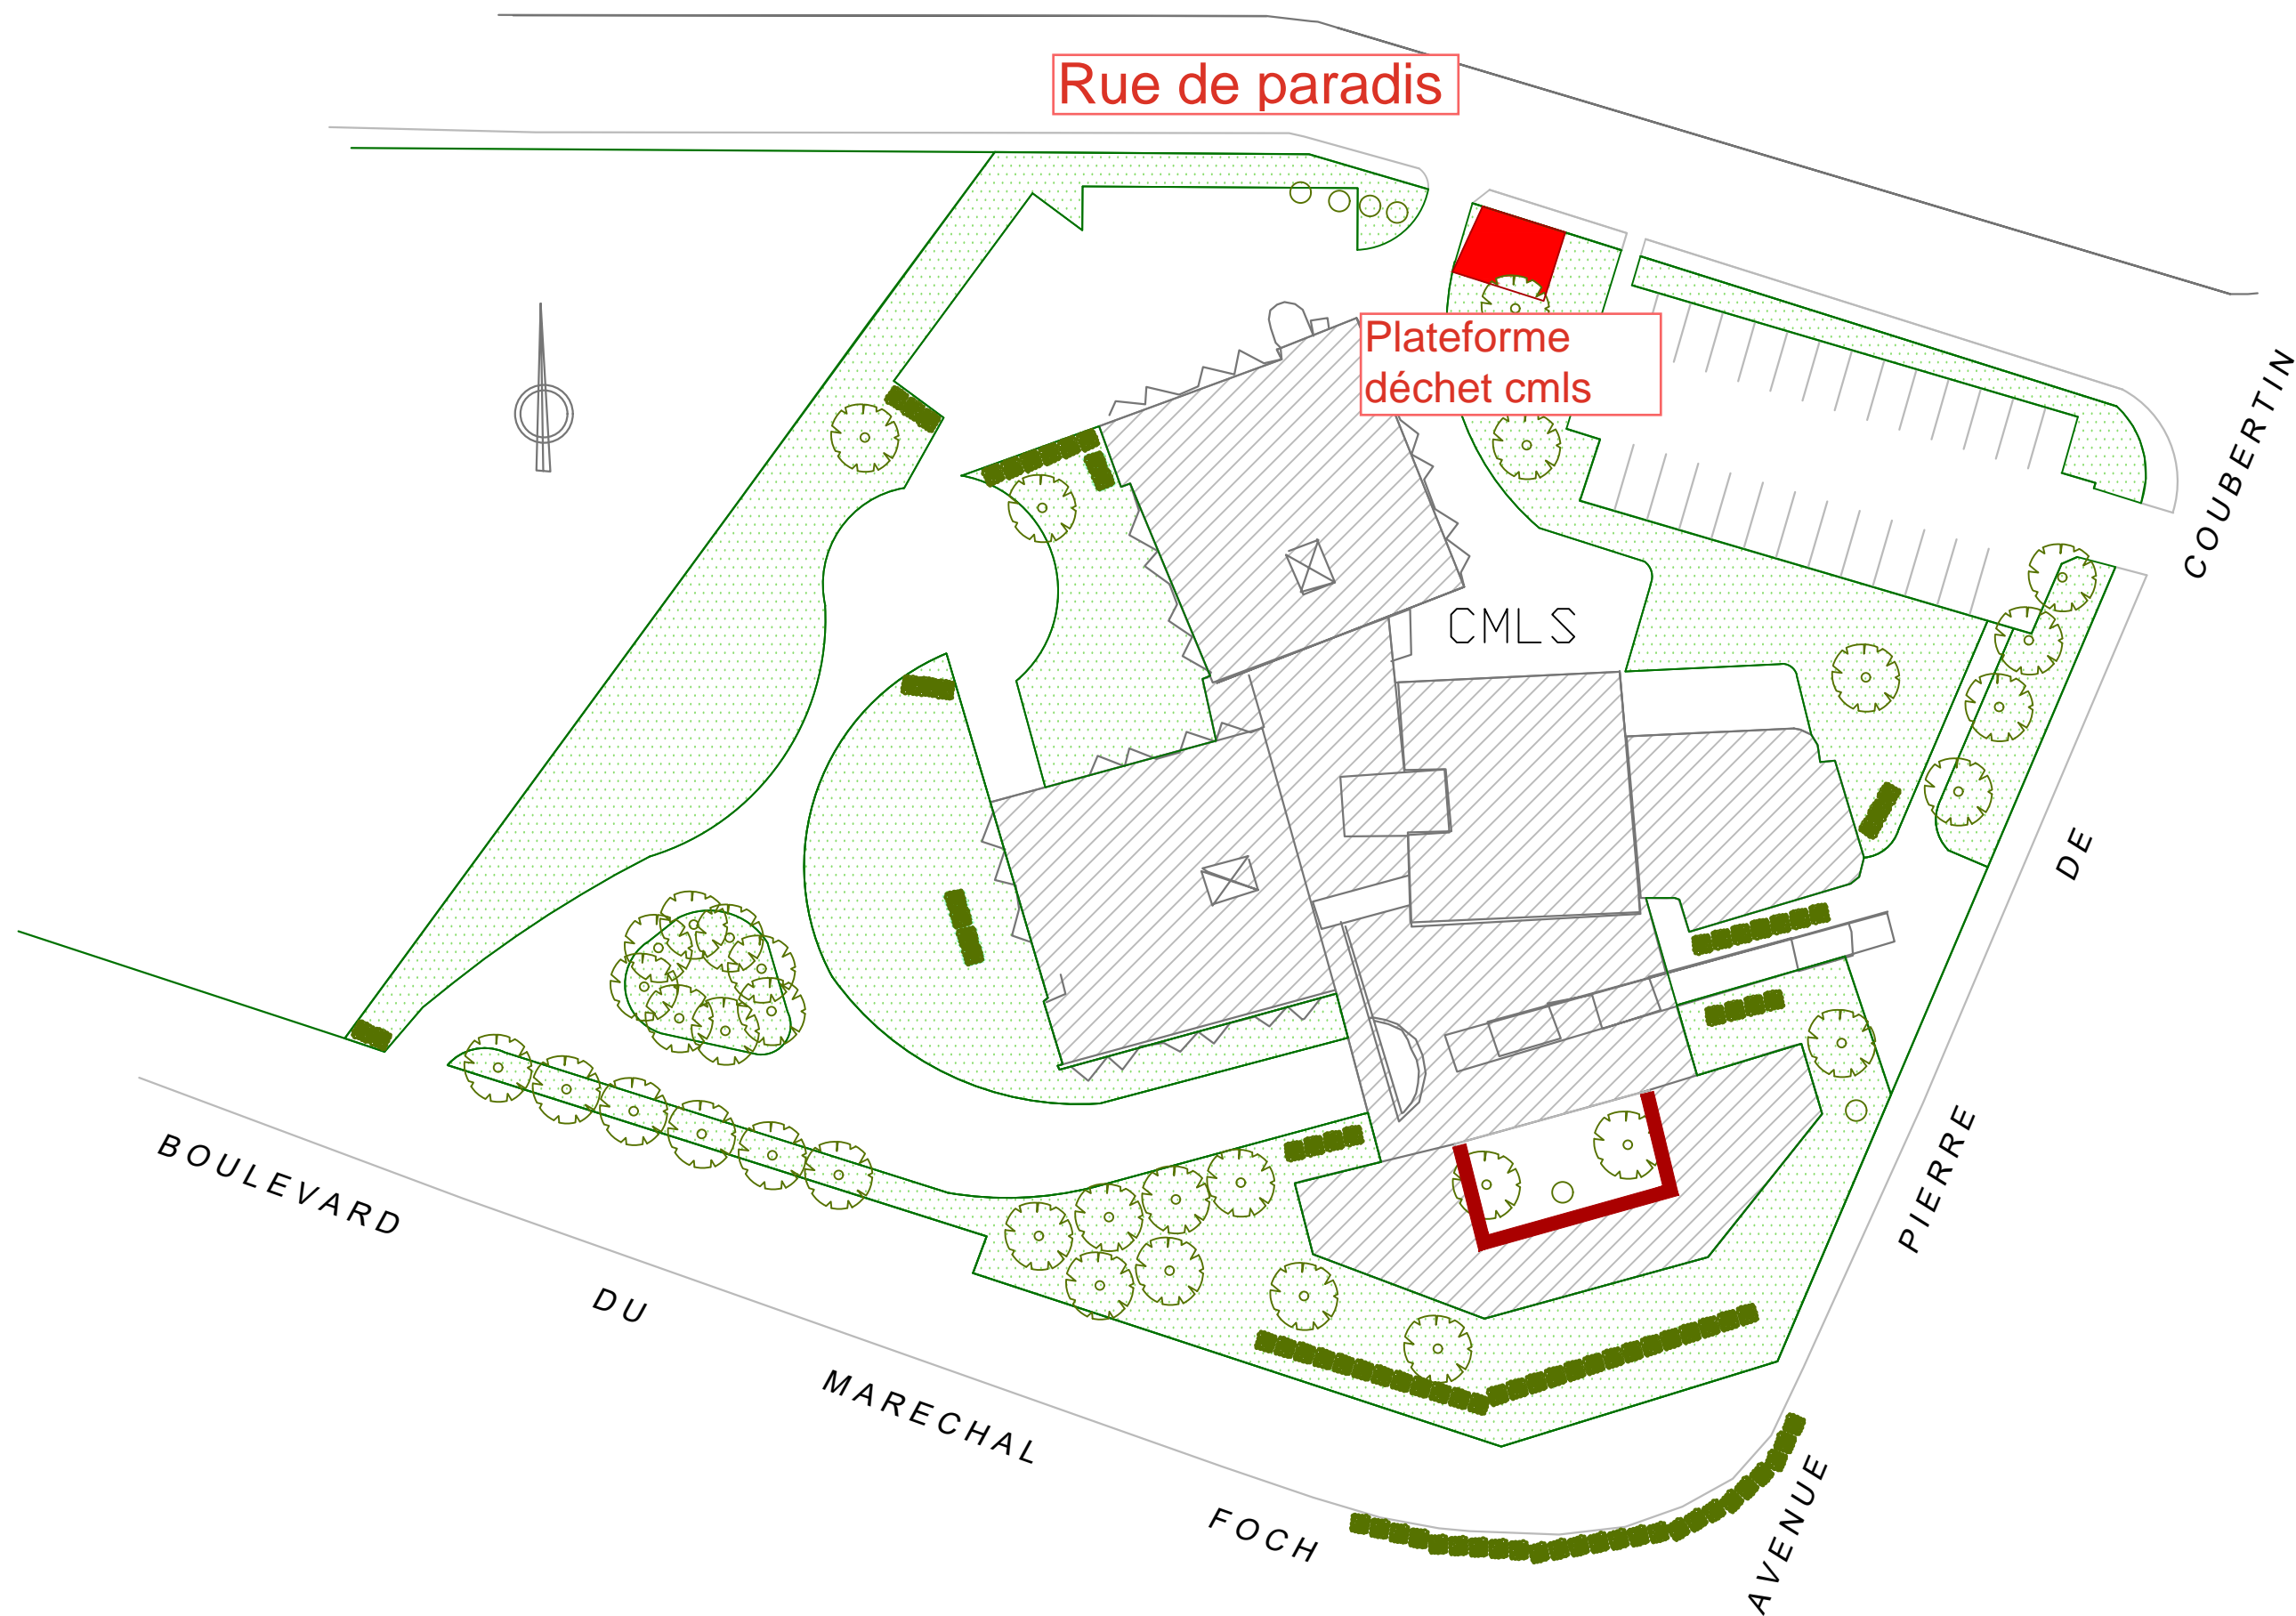 Rue de paradis
Plateforme
déchet cmls
CMLS
BOULEVARD DU MARECHAL FOCH
AVENUE PIERRE DE COUBERTIN